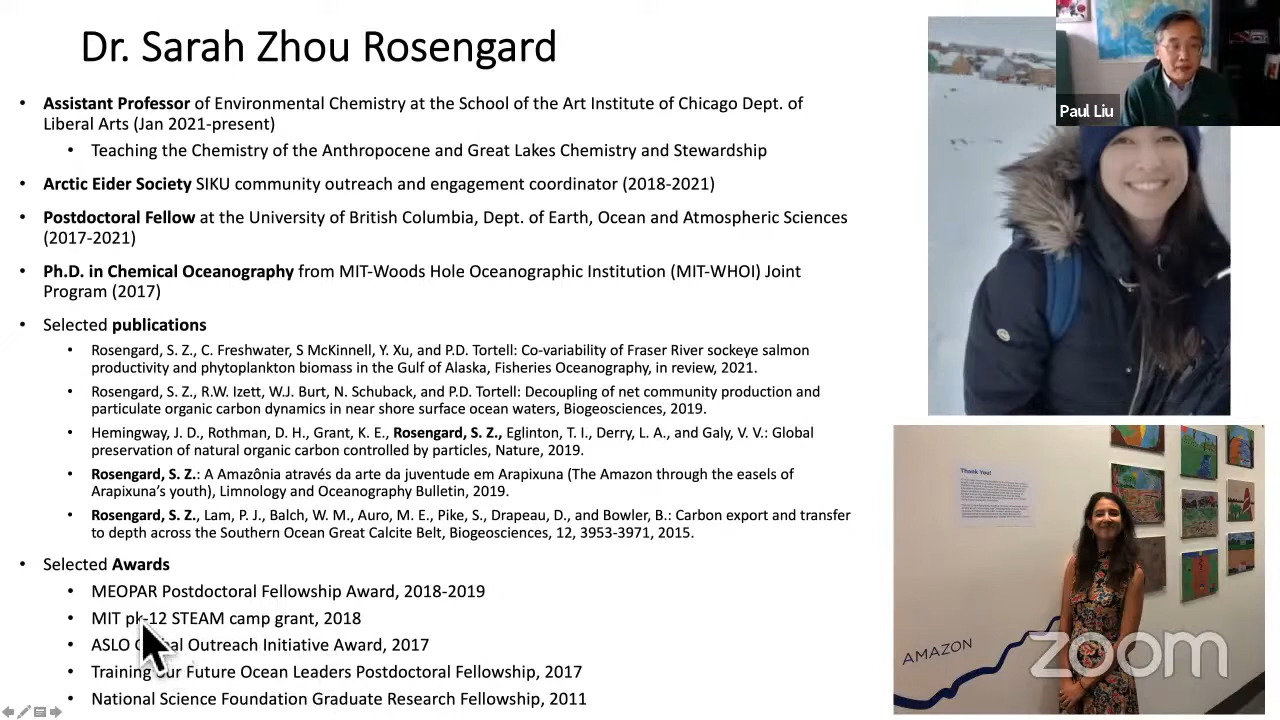 Dr. Sarah Zhou Rosengard
• Assistant Professor of Environmental Chemistry at the School of the Art Institute of Chicago Dept. of
Liberal Arts (Jan 2021-present)
• Teaching the Chemistry of the Anthropocene and Great Lakes Chemistry and Stewardship
• Arctic Eider Society SIKU community outreach and engagement coordinator (2018-2021)
• Postdoctoral Fellow at the University of British Columbia, Dept. of Earth, Ocean and Atmospheric Sciences
(2017-2021)
• Ph.D. in Chemical Oceanography from MIT-Woods Hole Oceanographic Institution (MIT-WHOI) Joint
Program (2017)
• Selected publications
• Rosengard, S. Z., C. Freshwater, S McKinnell, Y. Xu, and P.D. Tortell: Co-variability of Fraser River sockeye salmon
productivity and phytoplankton biomass in the Gulf of Alaska, Fisheries Oceanography, in review, 2021.
• Rosengard, S. Z., R.W. Izett, W.J. Burt, N. Schuback, and P.D. Tortell: Decoupling of net community production and
particulate organic carbon dynamics in near shore surface ocean waters, Biogeosciences, 2019.
• Hemingway, J. D., Rothman, D. H., Grant, K. E., Rosengard, S. Z., Eglinton, T. I., Derry, L. A., and Galy, V. V.: Global
preservation of natural organic carbon controlled by particles, Nature, 2019.
• Rosengard, S. Z.: A Amazônia através da arte da juventude em Arapixuna (The Amazon through the easels of
Arapixuna's youth), Limnology and Oceanography Bulletin, 2019.
• Rosengard, S. Z., Lam, P. J., Balch, W. M., Auro, M. E., Pike, S., Drapeau, D., and Bowler, B.: Carbon export and transfer
to depth across the Southern Ocean Great Calcite Belt, Biogeosciences, 12, 3953-3971, 2015.
• Selected Awards
• MEOPAR Postdoctoral Fellowship Award, 2018-2019
• MIT pk-12 STEAM camp grant, 2018
• ASLO Global Outreach Initiative Award, 2017
• Training our Future Ocean Leaders Postdoctoral Fellowship, 2017
• National Science Foundation Graduate Research Fellowship, 2011
Paul Liu
Thank You!
AMAZON
zoom